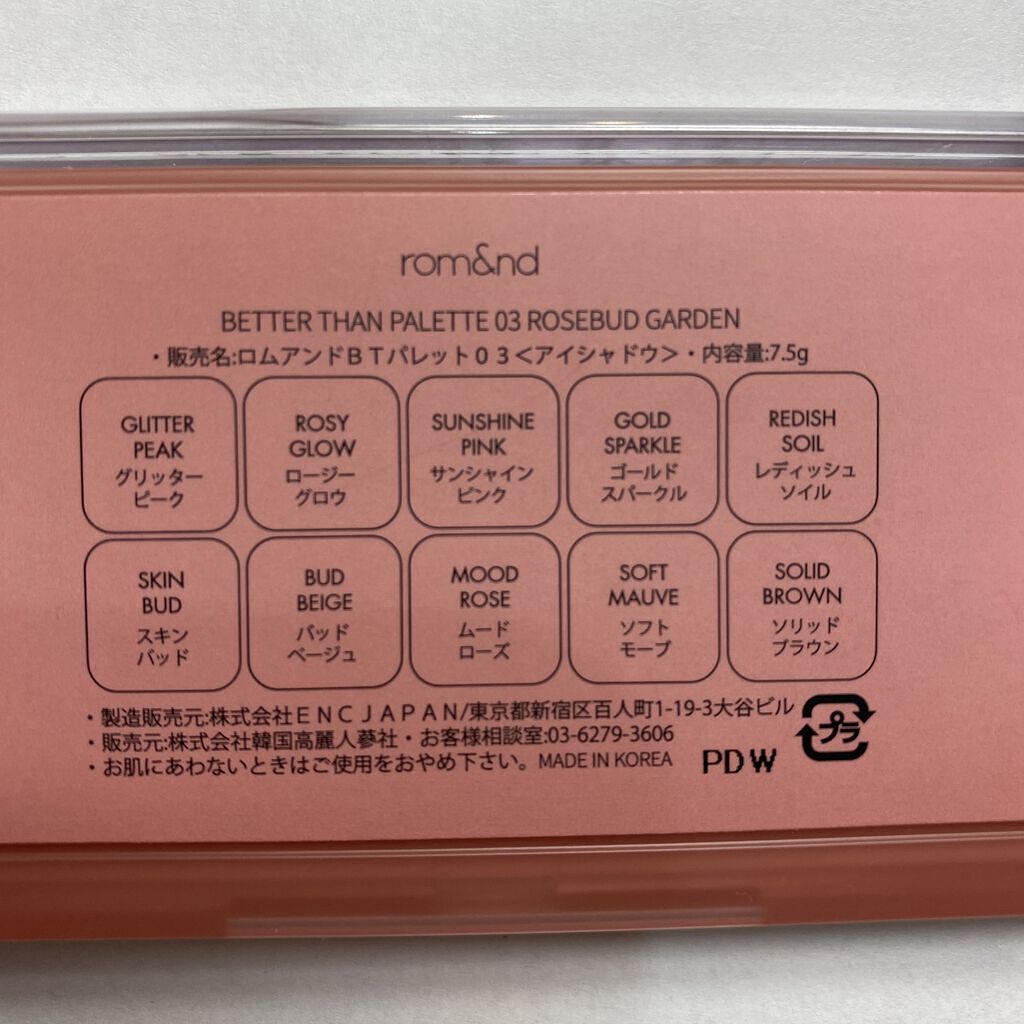 rom&nd
BETTER THAN PALETTE 03 ROSEBUD GARDEN
・販売名:ロムアンドＢＴパレット０３＜アイシャドウ＞・内容量:7.5g
GLITTER
PEAK
グリッター
ピーク
ROSY
GLOW
ロージー
グロウ
SUNSHINE
PINK
サンシャイン
ピンク
GOLD
SPARKLE
ゴールド
スパークル
REDISH
SOIL
レディッシュ
ソイル
SKIN
BUD
スキン
バッド
BUD
BEIGE
バッド
ベージュ
MOOD
ROSE
ムード
ローズ
SOFT
MAUVE
ソフト
モーブ
SOLID
BROWN
ソリッド
ブラウン
・製造販売元:株式会社ＥＮＣＪＡＰＡＮ/東京都新宿区百人町1-19-3大谷ビル
・販売元:株式会社韓国高麗人蔘社・お客様相談室:03-6279-3606
・お肌にあわないときはご使用をおやめ下さい。MADE IN KOREA
PDW
プラ